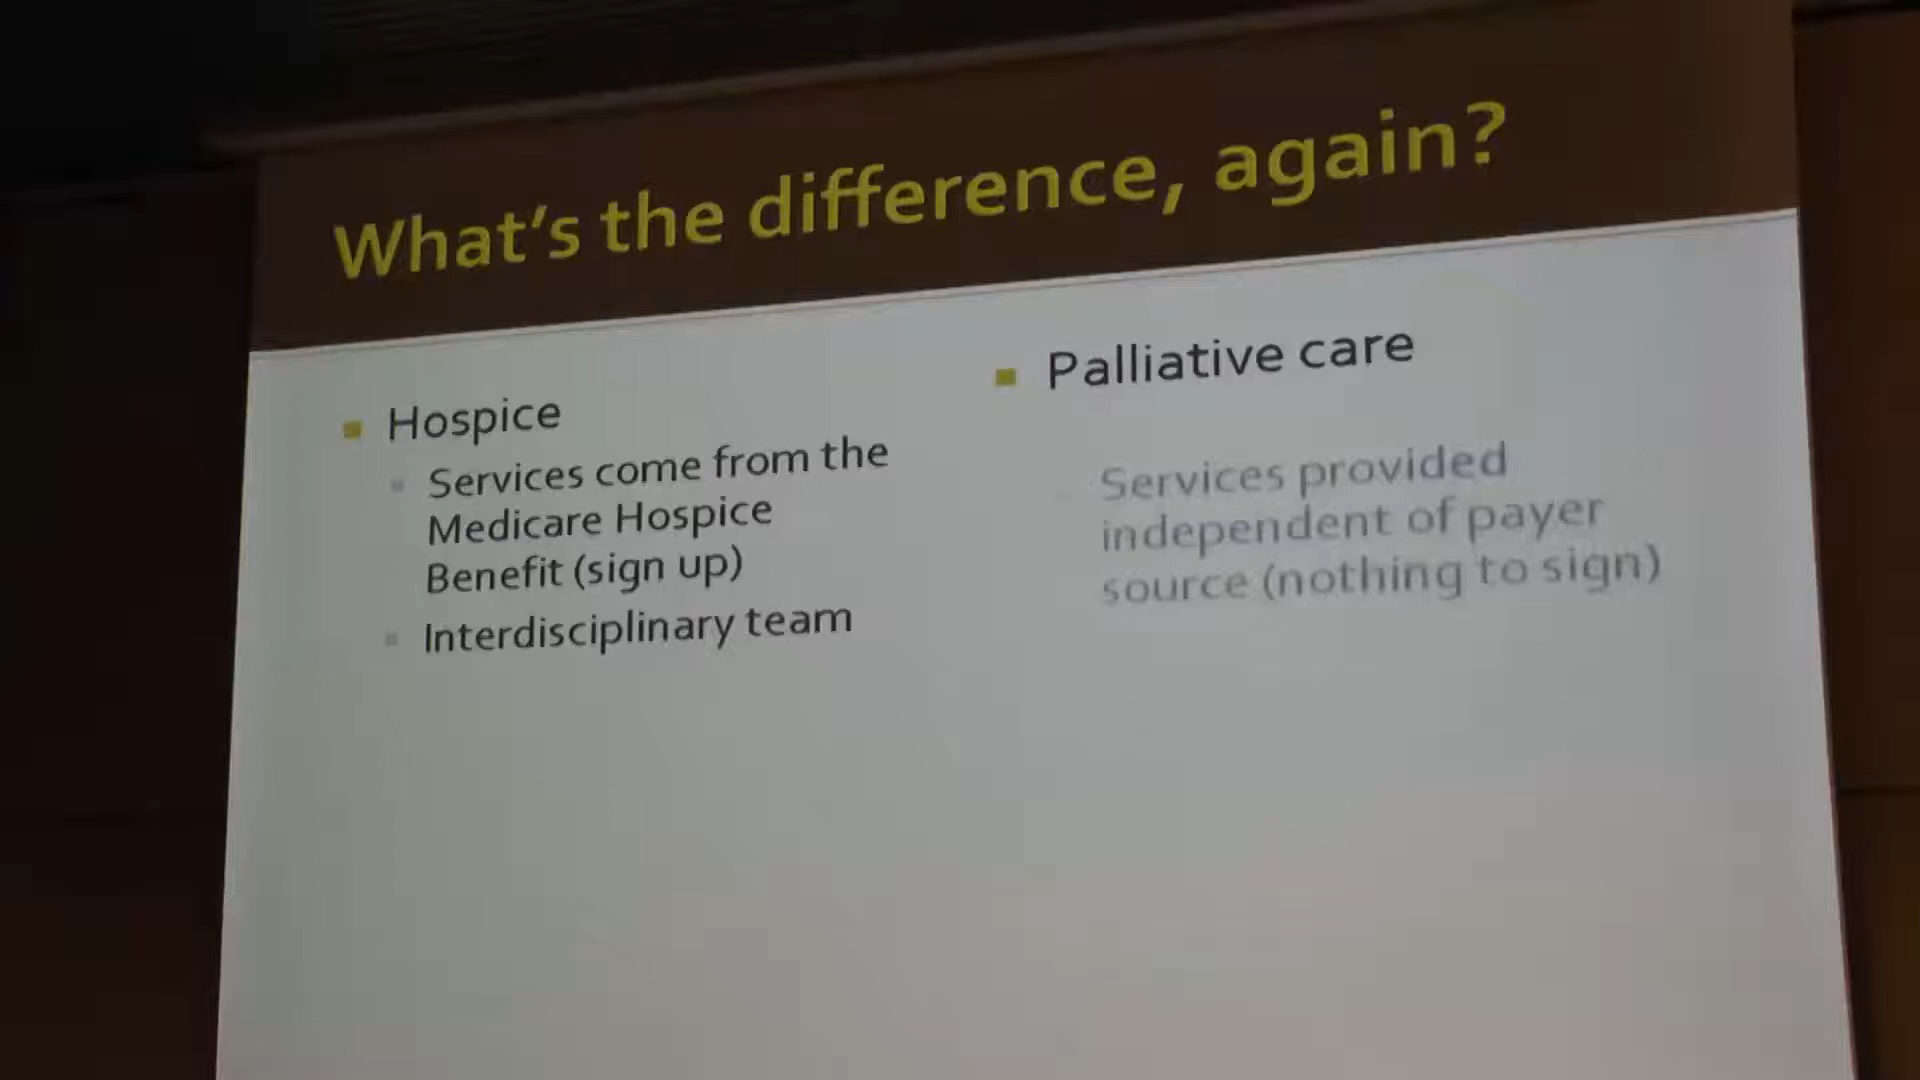 What's the difference, again?
Hospice
Services come from the
Medicare Hospice
Benefit (sign up)
Interdisciplinary team
Palliative care
Services provided
independent of payer
source (nothing to sign)